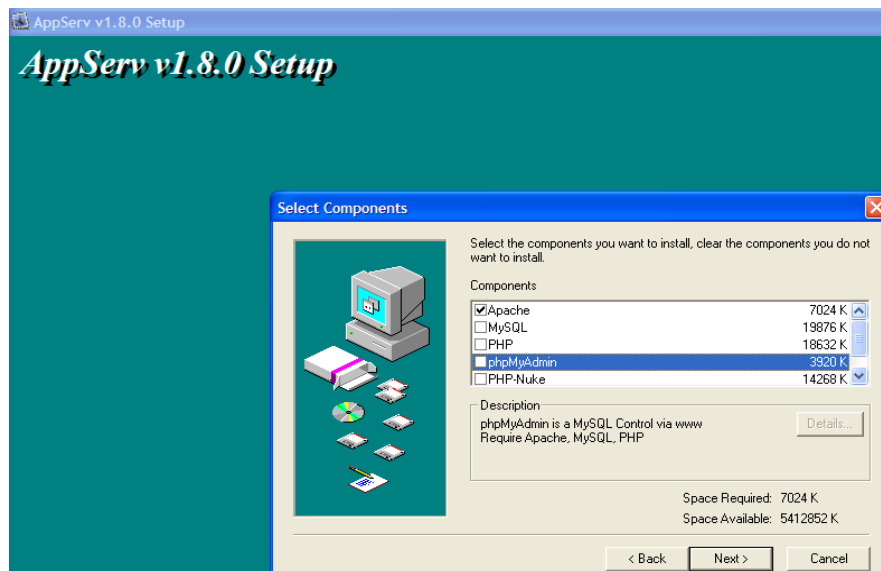 AppServ v1.8.0 Setup
AppServ v1.8.0 Setup
Select Components
Select the components you want to install, clear the components you do not
want to install.
Components
Apache 7024 K
MySQL 19876 K
PHP 18632 K
phpMyAdmin 3920 K
PHP-Nuke 14268 K
Description
phpMyAdmin is a MySQL Control via www
Require Apache, MySQL, PHP
Details...
Space Required: 7024 K
Space Available: 5412852 K
< Back Next > Cancel